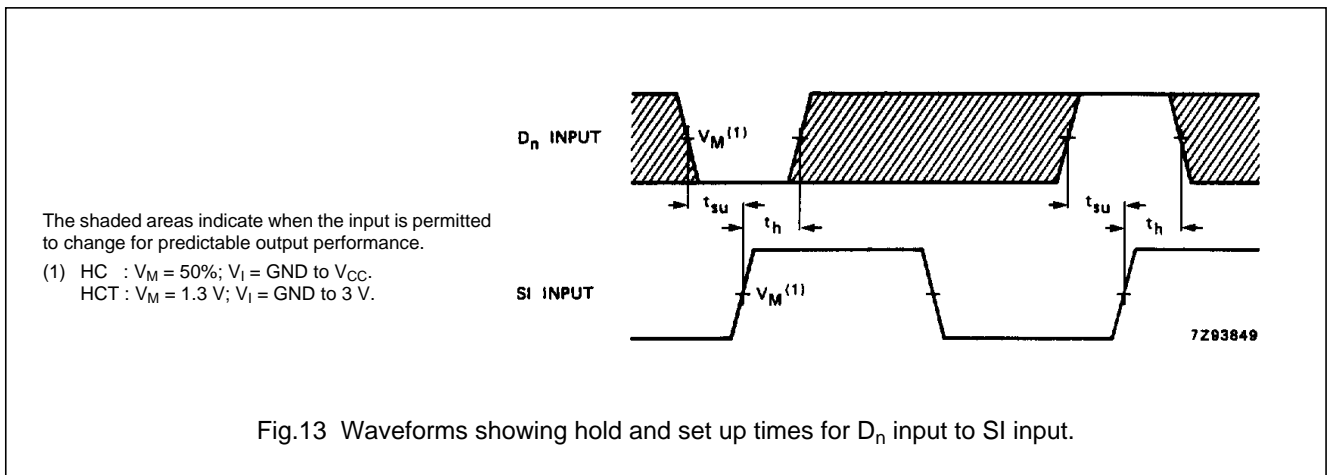 Dn INPUT
VM(1)
tsu
th
tsu
th
The shaded areas indicate when the input is permitted
to change for predictable output performance.
(1) HC : VM = 50%; VI = GND to VCC.
HCT : VM = 1.3 V; VI = GND to 3 V.
SI INPUT
VM(1)
7Z93849
Fig.13 Waveforms showing hold and set up times for Dn input to SI input.